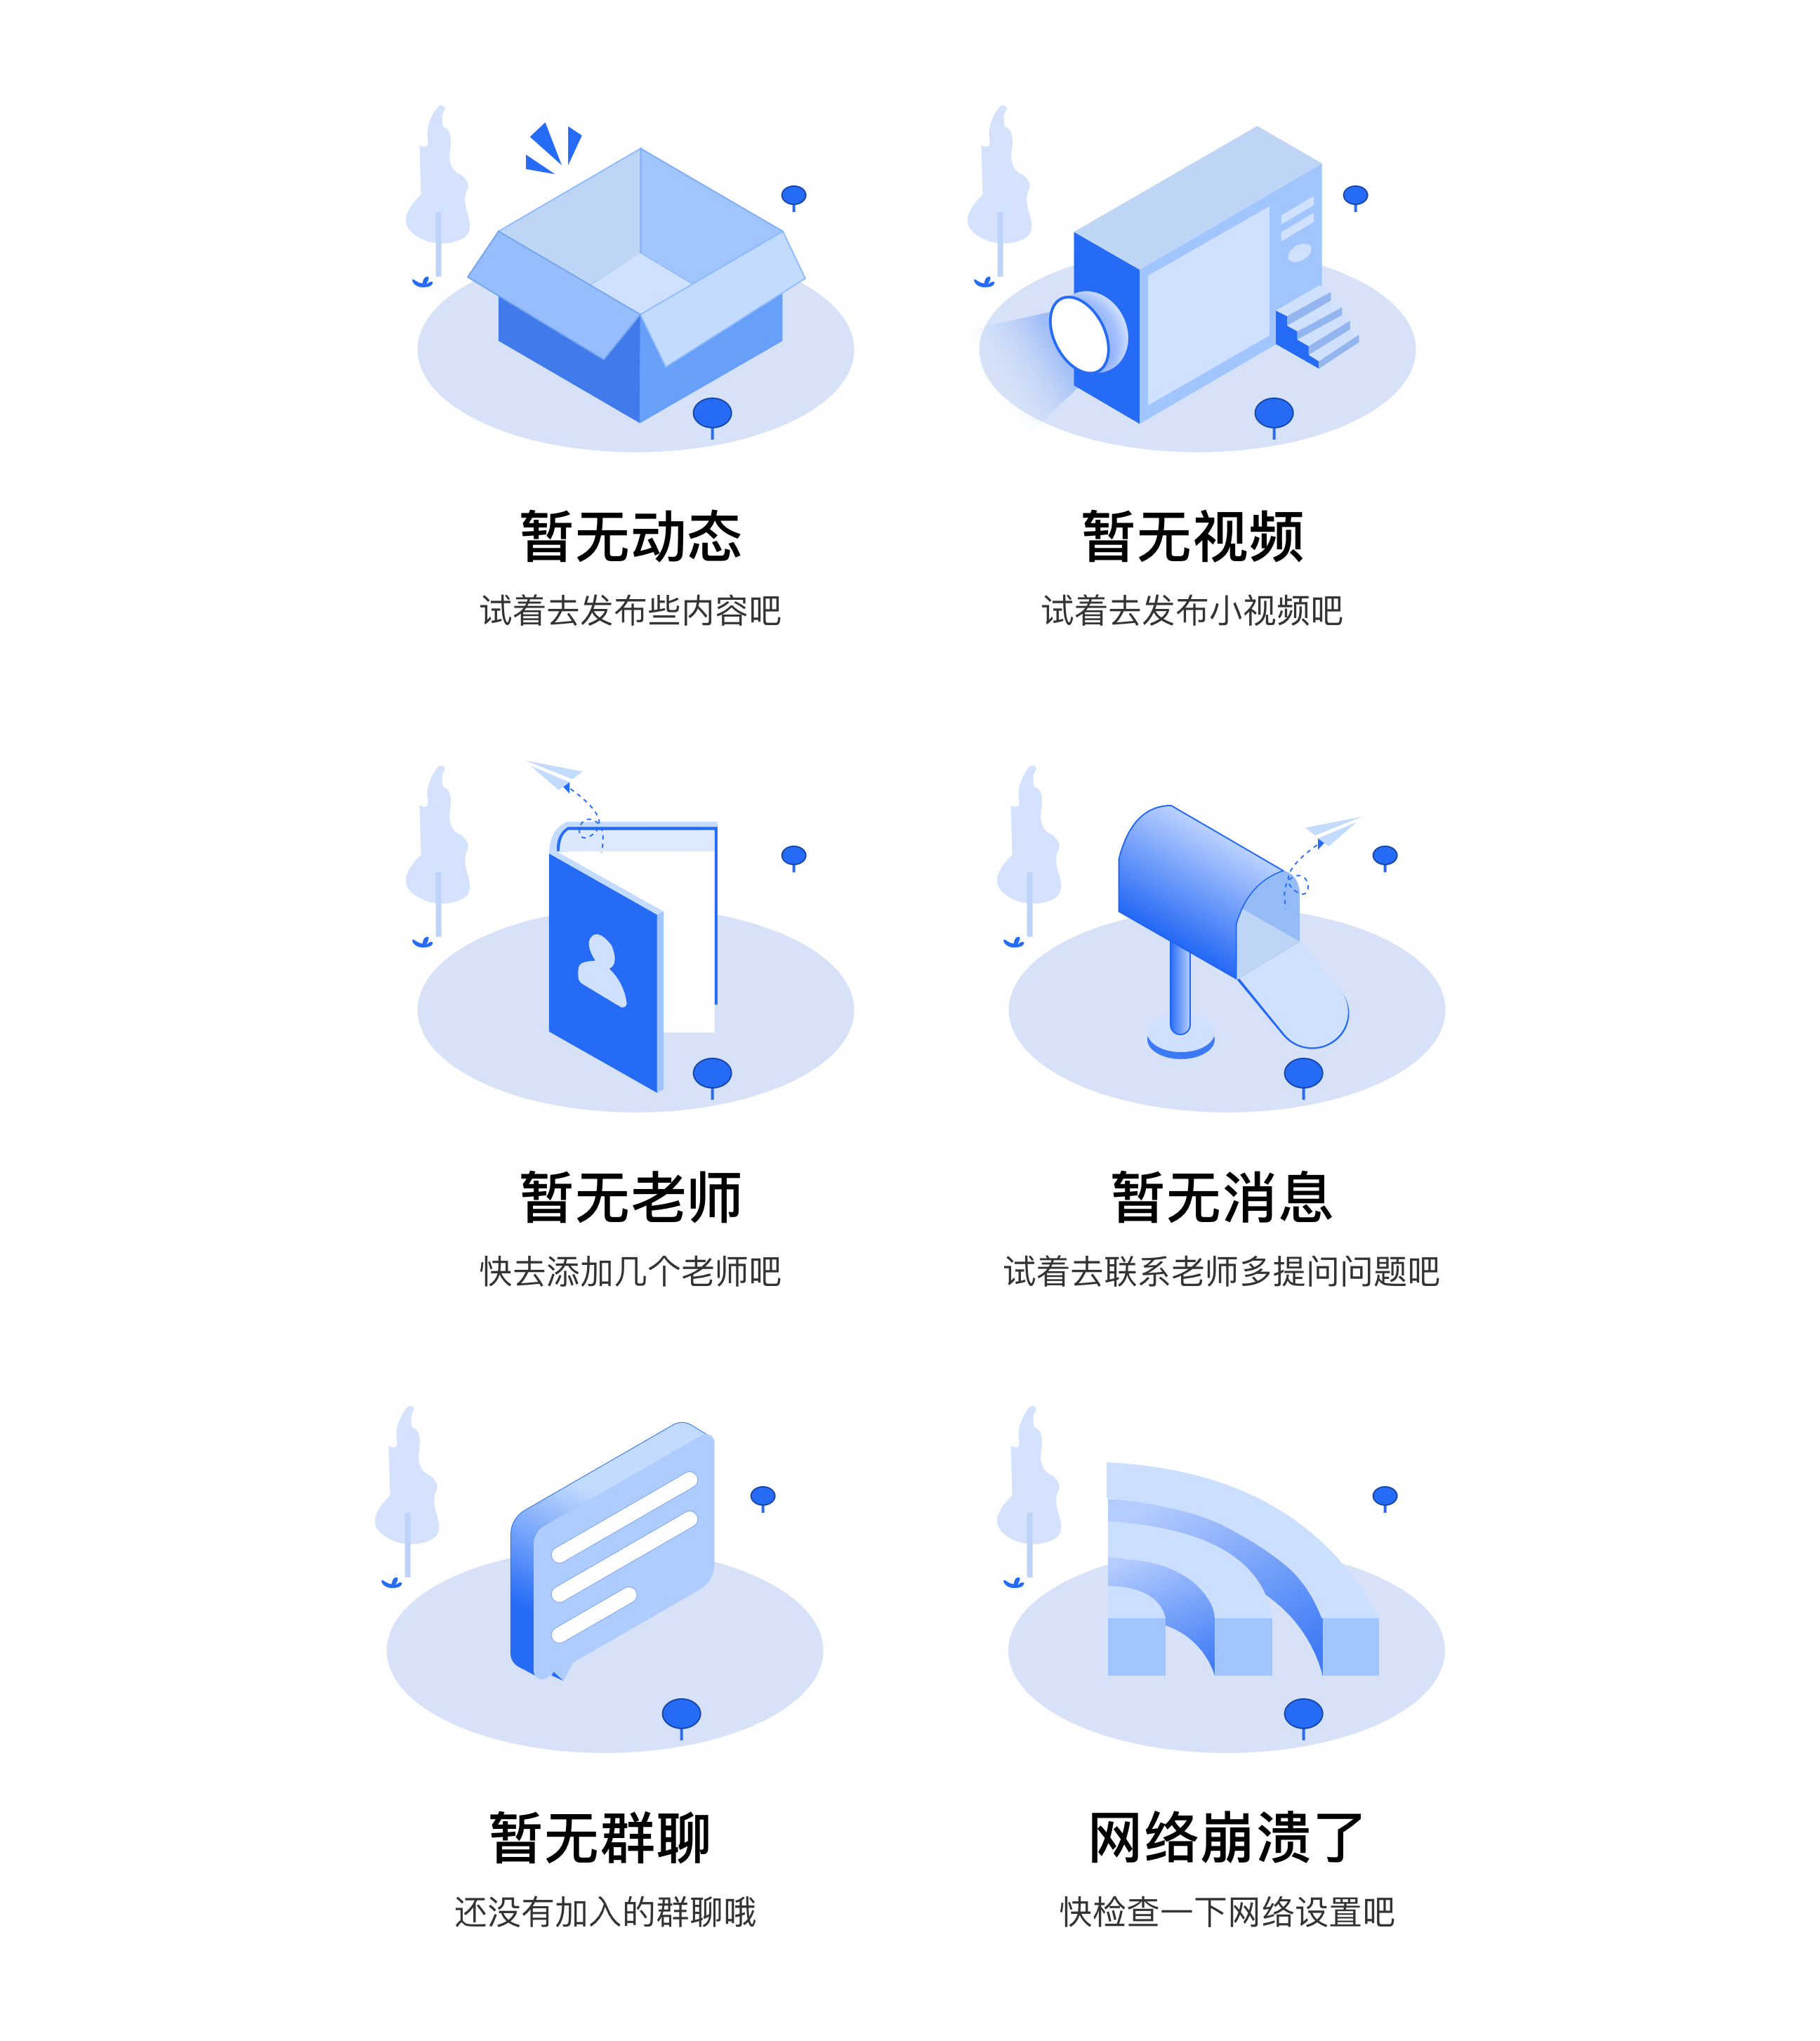 暂无动态
试着去发布些内容吧
暂无视频
试着去发布小视频吧
暂无老师
快去添加几个老师吧
暂无消息
试着去联系老师多提问问题吧
暂无群聊
还没有加入的群聊哦
网络崩溃了
快检查一下网络设置吧